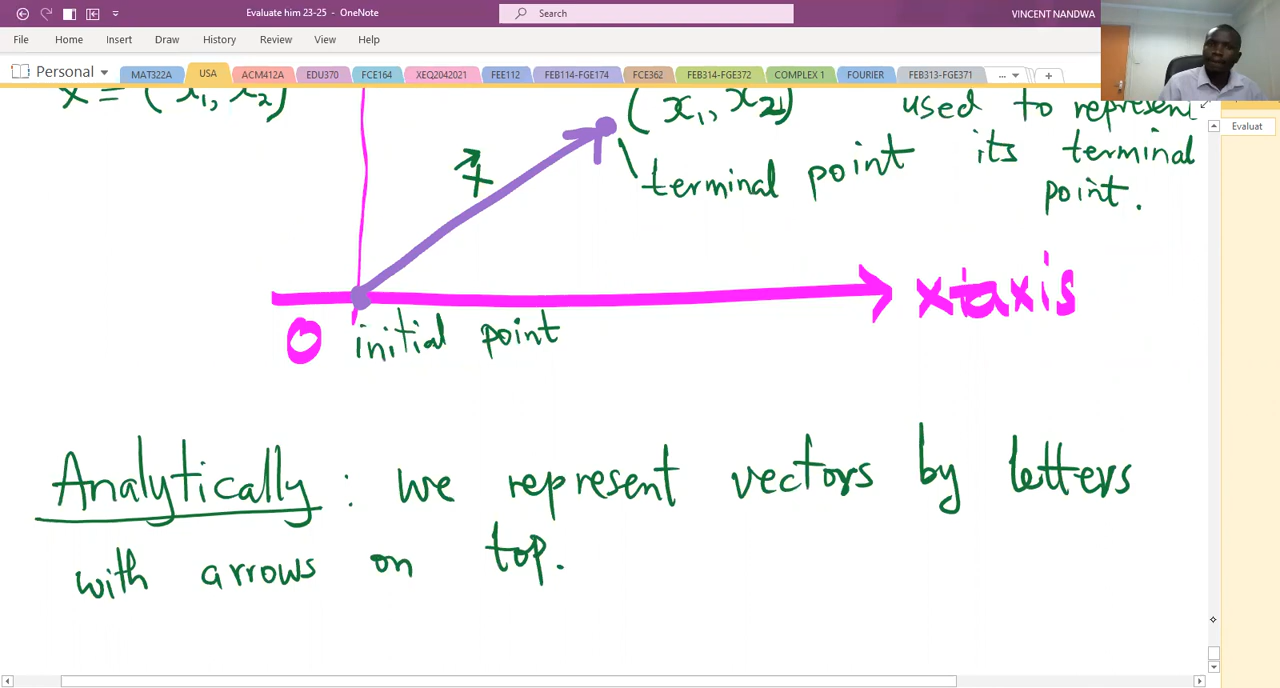 Evaluate him 23-25 - OneNote
Search
VINCENT NANDWA
File Home Insert Draw History Review View Help
Personal
MAT322A USA ACM412A EDU370 FCE164 XEQ2042021 FEE112 FEB114-FGE174 FCE362 FEB314-FGE372 COMPLEX 1 FOURIER FEB313-FGE371 ... +
Evaluat
x = (x₁, x₂)
(x₁, x₂)
used to represent
its terminal
point.
x⃗
terminal point
x-axis
0
initial point
Analytically : we represent vectors by letters
with arrows on top.